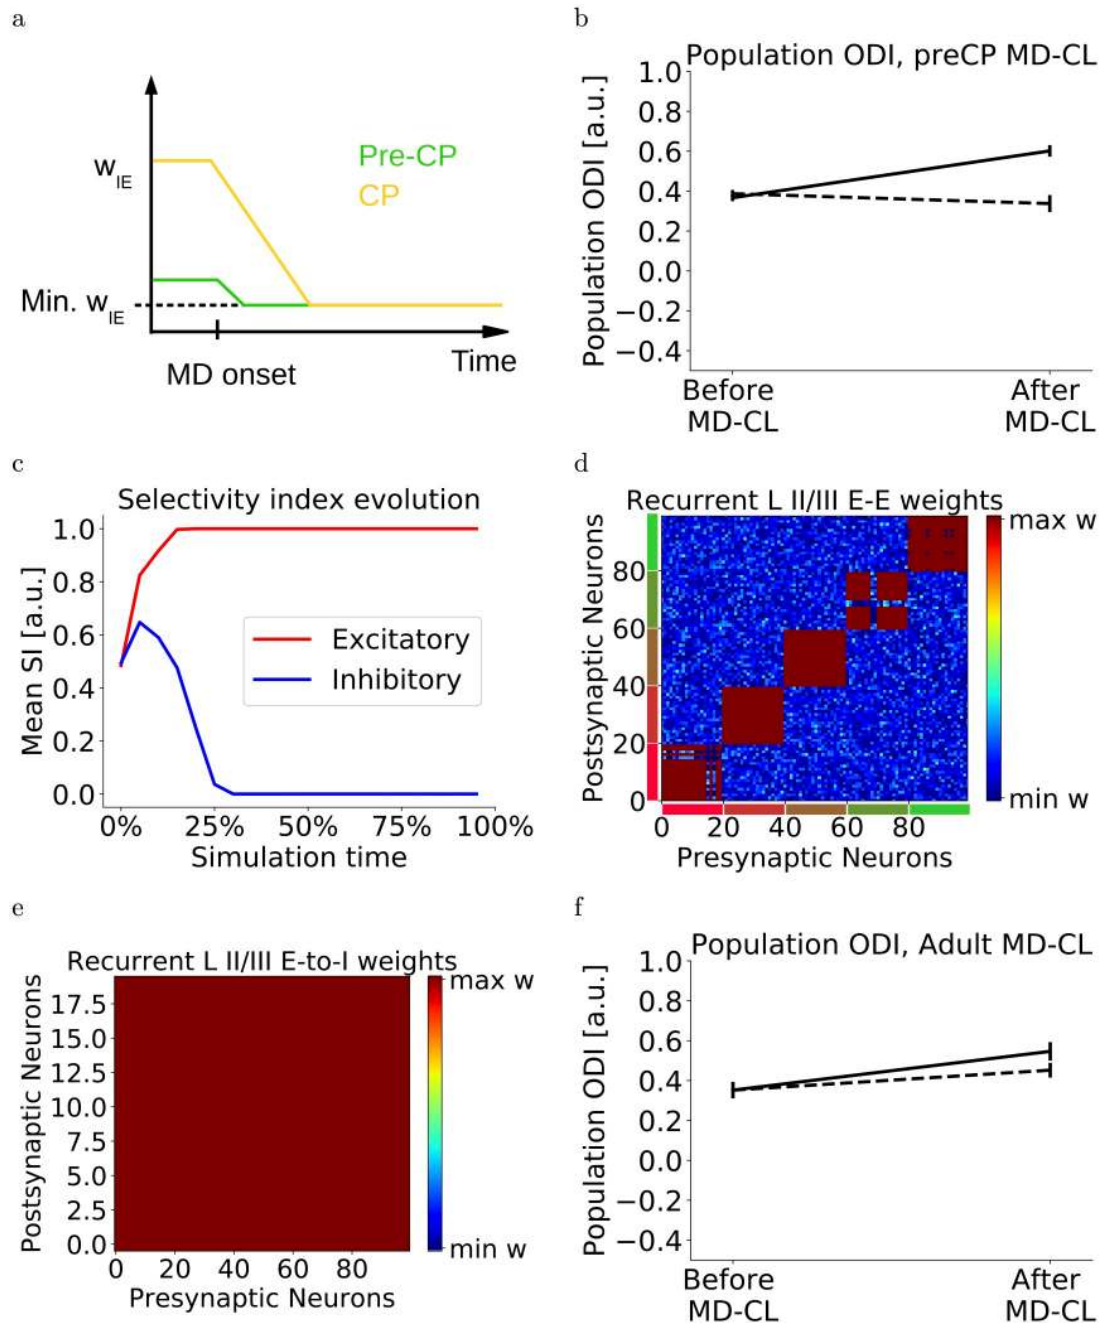 a
w IE
Pre-CP
CP
Min. w IE
MD onset
Time
b
Population ODI, preCP MD-CL
Population ODI [a.u.]
1.0
0.8
0.6
0.4
0.2
0.0
−0.2
−0.4
Before
MD-CL
After
MD-CL
c
Selectivity index evolution
Mean SI [a.u.]
1.0
0.8
0.6
0.4
0.2
0.0
Excitatory
Inhibitory
0% 25% 50% 75% 100%
Simulation time
d
Recurrent L II/III E-E weights
Postsynaptic Neurons
80
60
40
20
0
max w
min w
0 20 40 60 80
Presynaptic Neurons
e
Recurrent L II/III E-to-I weights
Postsynaptic Neurons
17.5
15.0
12.5
10.0
7.5
5.0
2.5
0.0
max w
min w
0 20 40 60 80
Presynaptic Neurons
f
Population ODI, Adult MD-CL
Population ODI [a.u.]
1.0
0.8
0.6
0.4
0.2
0.0
−0.2
−0.4
Before
MD-CL
After
MD-CL